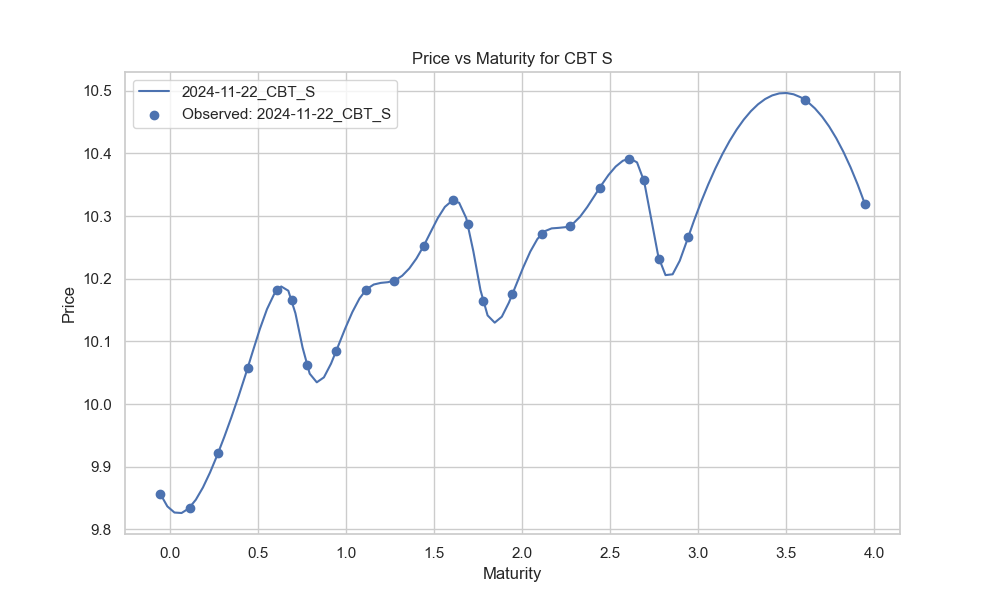 Price vs Maturity for CBT S
2024-11-22_CBT_S
Observed: 2024-11-22_CBT_S
Price
10.5
10.4
10.3
10.2
10.1
10.0
9.9
9.8
0.0 0.5 1.0 1.5 2.0 2.5 3.0 3.5 4.0
Maturity